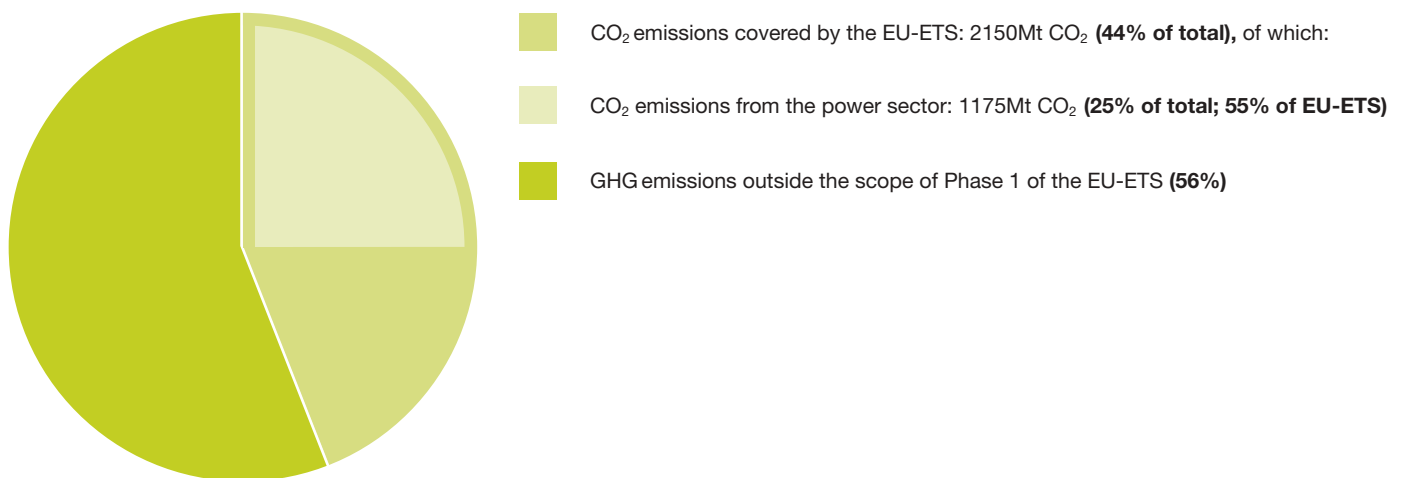 CO₂ emissions covered by the EU-ETS: 2150Mt CO₂ (44% of total), of which:
CO₂ emissions from the power sector: 1175Mt CO₂ (25% of total; 55% of EU-ETS)
GHG emissions outside the scope of Phase 1 of the EU-ETS (56%)